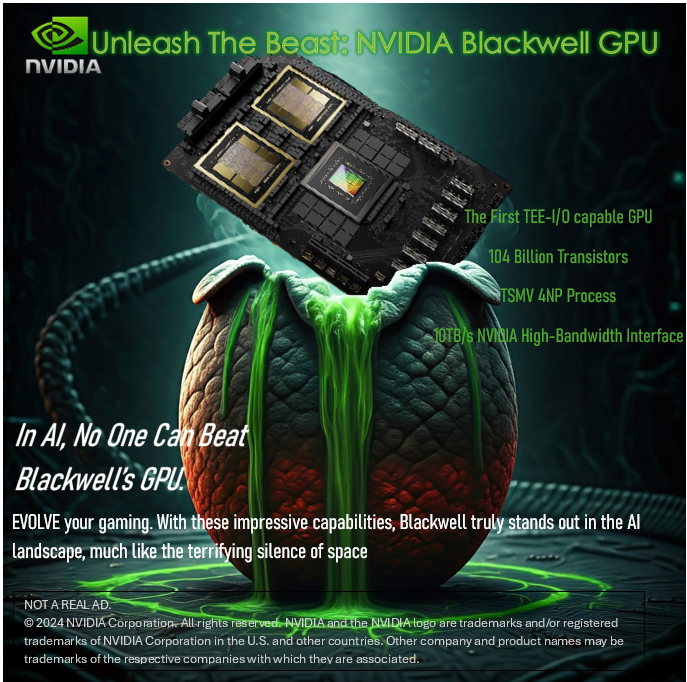 Unleash The Beast: NVIDIA Blackwell GPU
NVIDIA
The First TEE-I/O capable GPU
104 Billion Transistors
TSMV 4NP Process
10TB/s NVIDIA High-Bandwidth Interface
In AI, No One Can Beat
Blackwell's GPU.
EVOLVE your gaming. With these impressive capabilities, Blackwell truly stands out in the AI
landscape, much like the terrifying silence of space
NOT A REAL AD.
© 2024 NVIDIA Corporation. All rights reserved. NVIDIA and the NVIDIA logo are trademarks and/or registered
trademarks of NVIDIA Corporation in the U.S. and other countries. Other company and product names may be
trademarks of the respective companies with which they are associated.